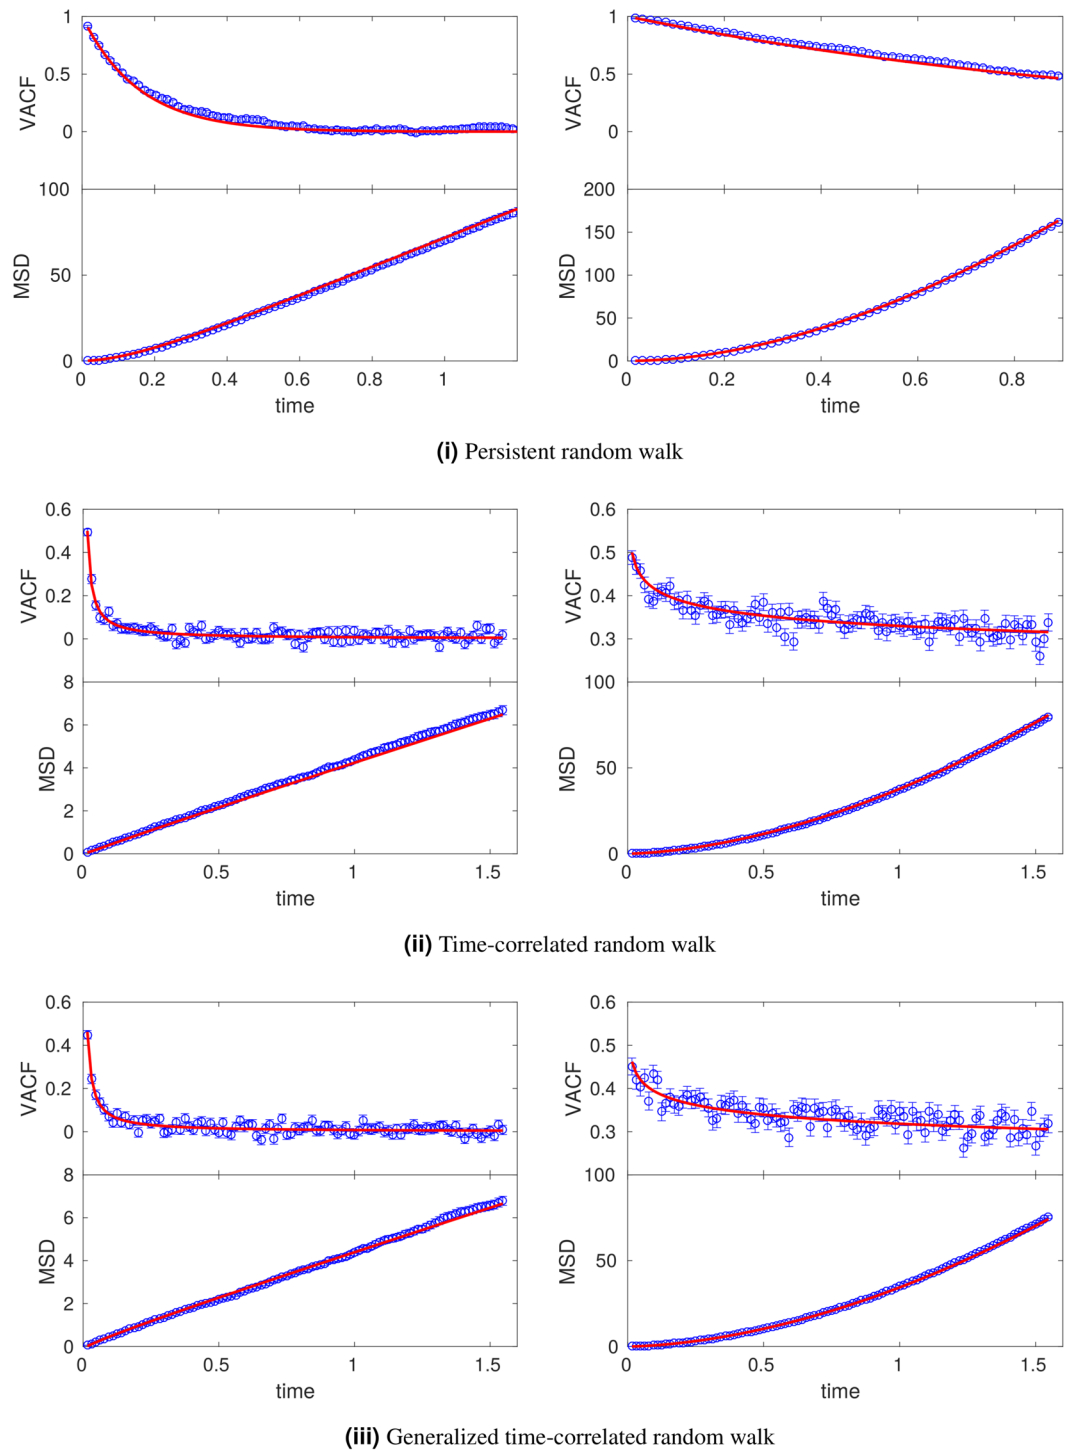 1
0.5
0
VACF
100
50
0
MSD
0 0.2 0.4 0.6 0.8 1
time
1
0.5
0
VACF
200
150
100
50
0
MSD
0 0.2 0.4 0.6 0.8
time
(i) Persistent random walk
0.6
0.4
0.2
0
VACF
8
6
4
2
0
MSD
0 0.5 1 1.5
time
0.6
0.5
0.4
0.3
VACF
100
50
0
MSD
0 0.5 1 1.5
time
(ii) Time-correlated random walk
0.6
0.4
0.2
0
VACF
8
6
4
2
0
MSD
0 0.5 1 1.5
time
0.6
0.5
0.4
0.3
VACF
100
50
0
MSD
0 0.5 1 1.5
time
(iii) Generalized time-correlated random walk